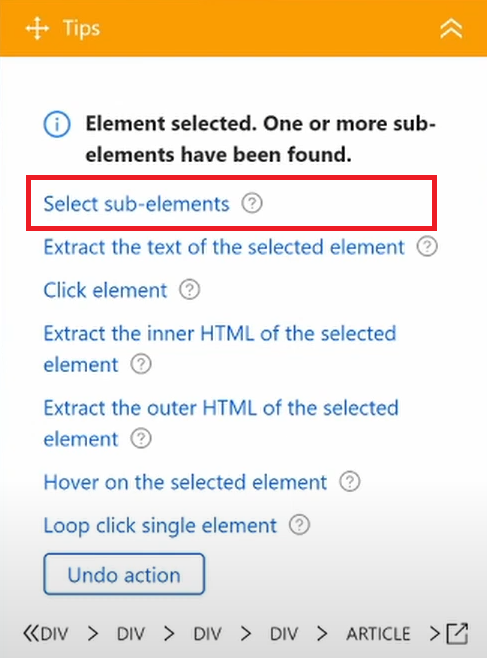 Tips
Element selected. One or more sub-
elements have been found.
Select sub-elements ?
Extract the text of the selected element ?
Click element ?
Extract the inner HTML of the selected
element ?
Extract the outer HTML of the selected
element ?
Hover on the selected element ?
Loop click single element ?
Undo action
DIV > DIV > DIV > DIV > ARTICLE >